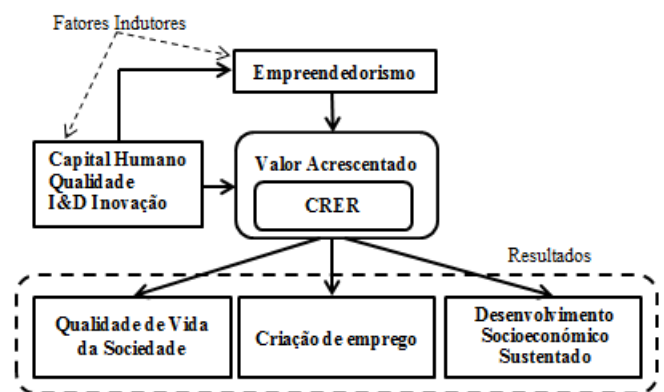 Fatores Indutores
Empreendedorismo
Capital Humano
Qualidade
I&D Inovação
Valor Acrescentado
CRER
Resultados
Qualidade de Vida
da Sociedade
Criação de emprego
Desenvolvimento
Socioeconómico
Sustentado